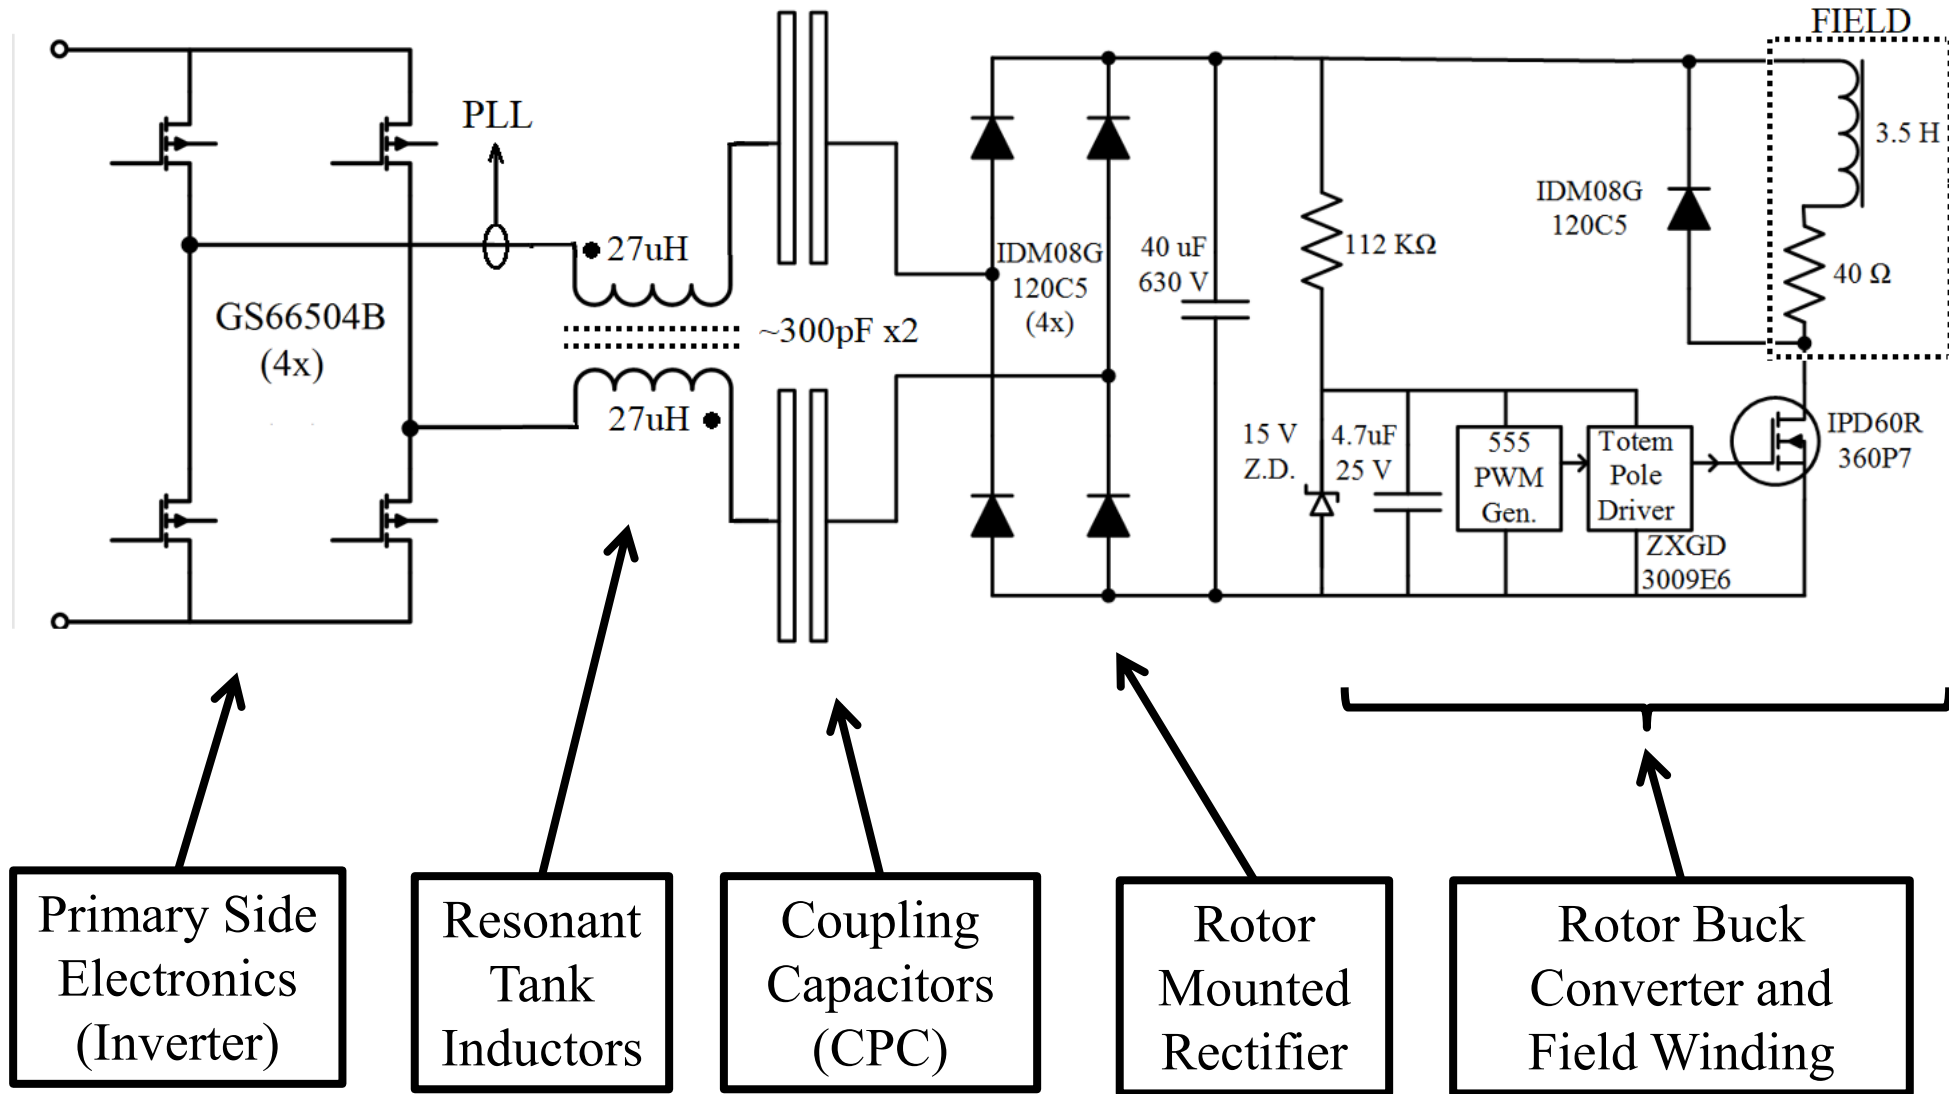 FIELD
PLL
3.5 H
IDM08G
120C5
27uH
IDM08G
120C5
(4x)
40 uF
630 V
112 KΩ
40 Ω
GS66504B
(4x)
~300pF x2
27uH
15 V
Z.D.
4.7uF
25 V
555
PWM
Gen.
Totem
Pole
Driver
ZXGD
3009E6
IPD60R
360P7
Primary Side
Electronics
(Inverter)
Resonant
Tank
Inductors
Coupling
Capacitors
(CPC)
Rotor
Mounted
Rectifier
Rotor Buck
Converter and
Field Winding